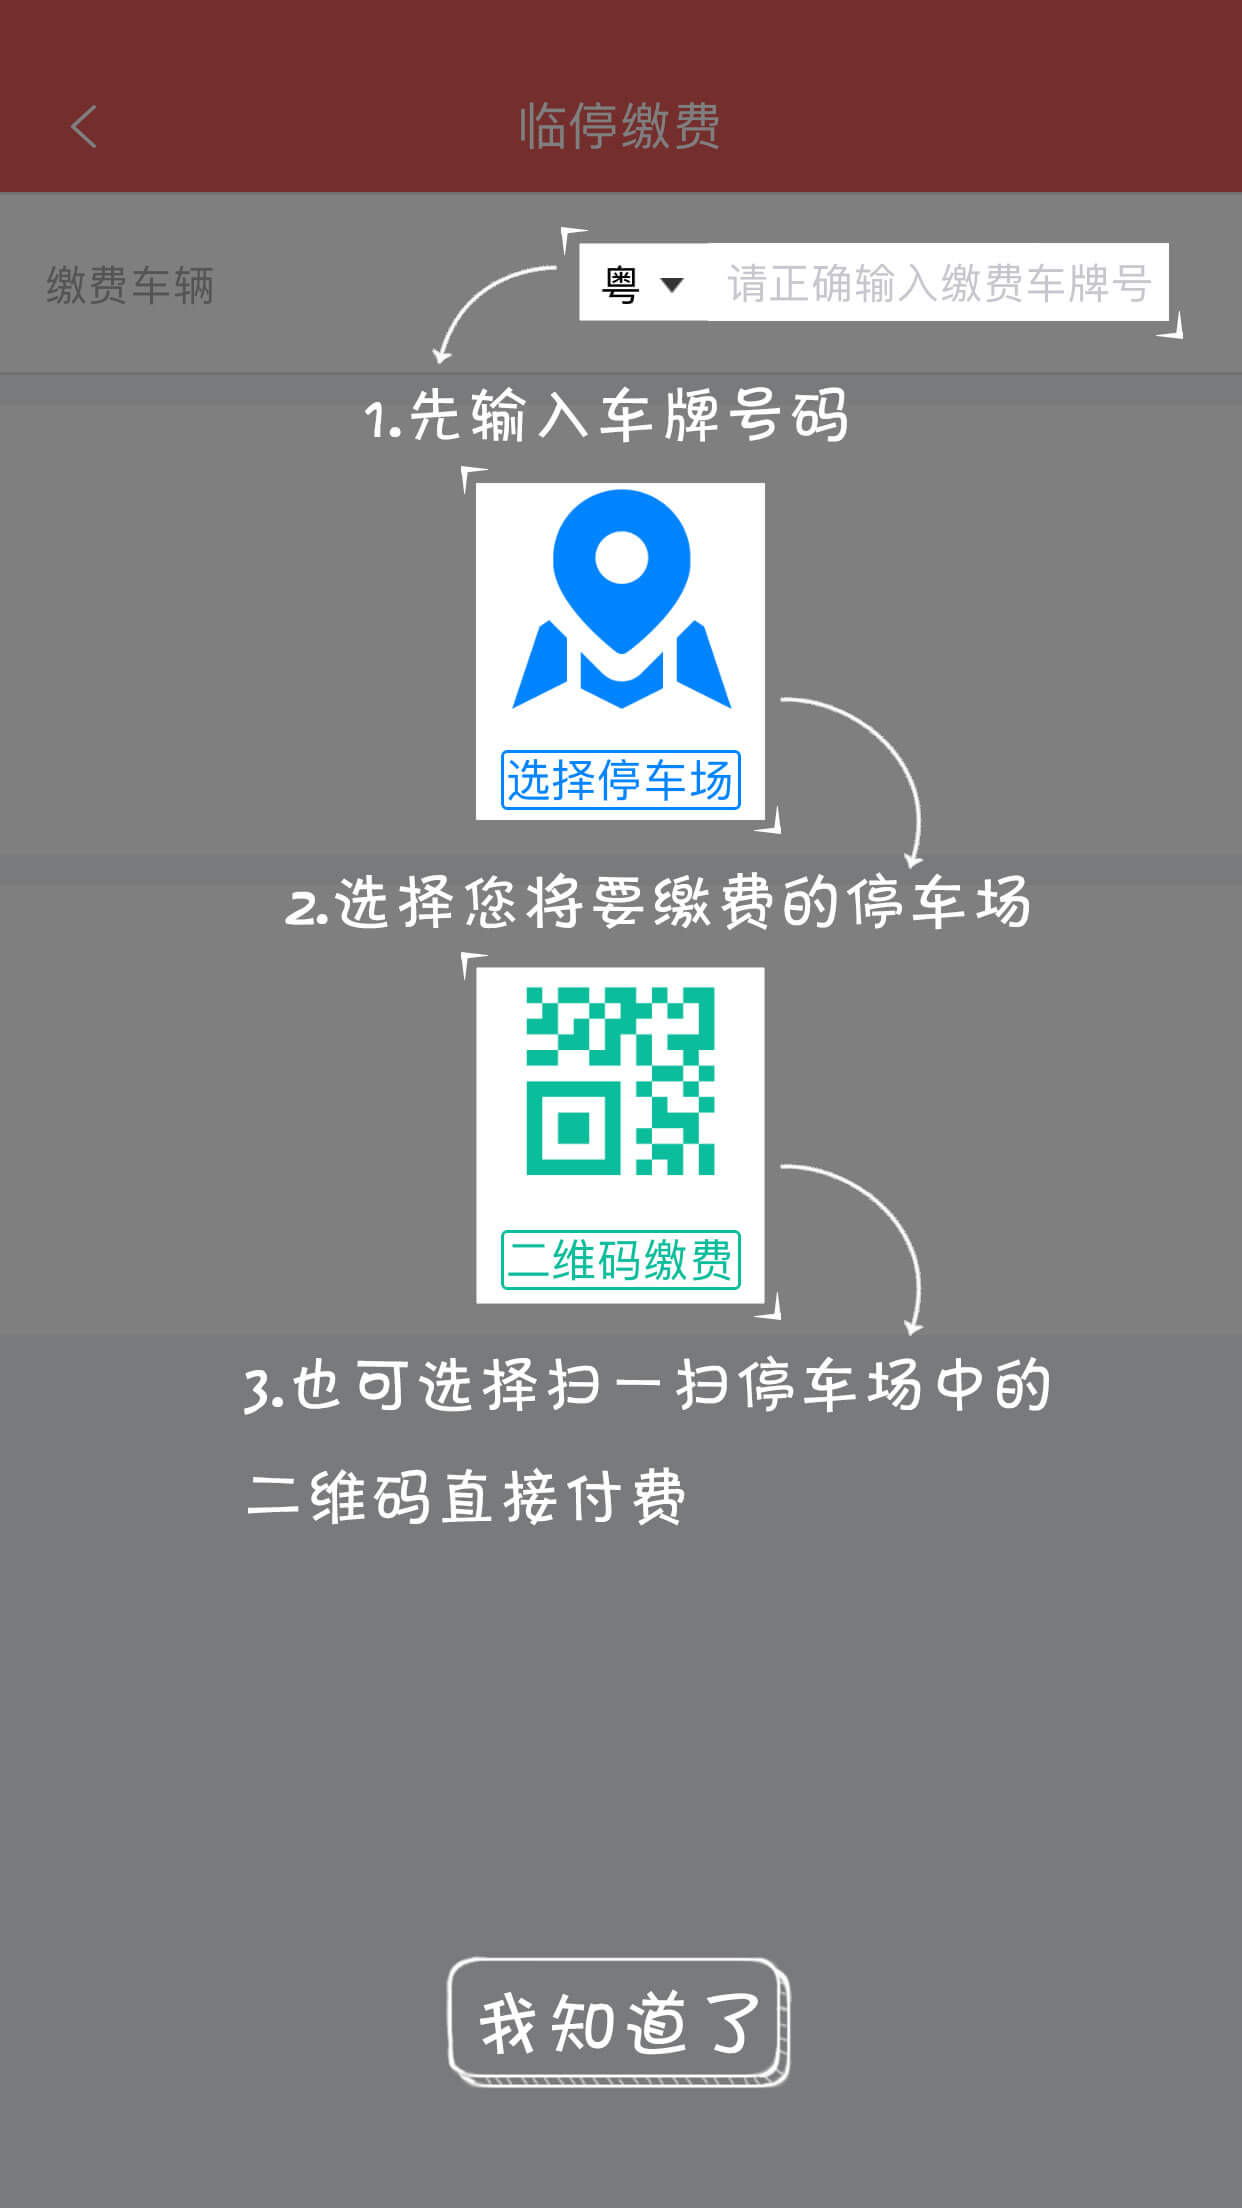 临停缴费
缴费车辆
粤 请正确输入缴费车牌号
1.先输入车牌号码
选择停车场
2.选择您将要缴费的停车场
二维码缴费
3.也可选择扫一扫停车场中的
二维码直接付费
我知道了